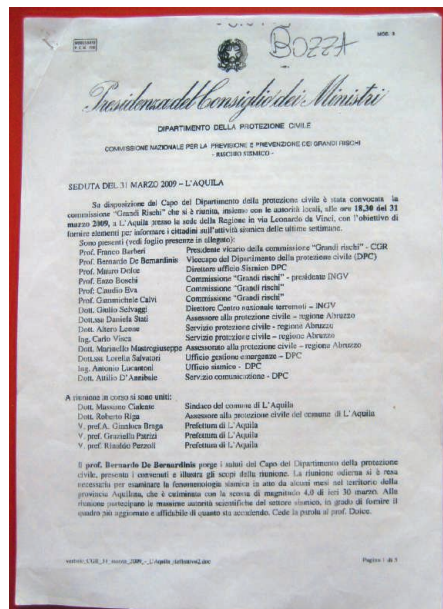 BOZZA
MOD. 3
Presidenza del Consiglio dei Ministri
DIPARTIMENTO DELLA PROTEZIONE CIVILE
COMMISSIONE NAZIONALE PER LA PREVISIONE E PREVENZIONE DEI GRANDI RISCHI
- RISCHIO SISMICO -
SEDUTA DEL 31 MARZO 2009 – L'AQUILA
Su disposizione del Capo del Dipartimento della protezione civile è stata convocata la
commissione "Grandi Rischi" che si è riunita, insieme con le autorità locali, alle ore 18,30 del 31
marzo 2009, a L'Aquila presso la sede della Regione in via Leonardo da Vinci, con l'obiettivo di
fornire elementi per informare i cittadini sull'attività sismica delle ultime settimane.
Sono presenti (vedi foglio presenze in allegato):
Prof. Franco Barberi Presidente vicario della commissione "Grandi rischi" - CGR
Prof. Bernardo De Bernardinis Vicecapo del Dipartimento della protezione civile (DPC)
Prof. Mauro Dolce Direttore ufficio Sismico DPC
Prof. Enzo Boschi Commissione "Grandi rischi" - presidente INGV
Prof. Claudio Eva Commissione "Grandi rischi"
Prof. Gianmichele Calvi Commissione "Grandi rischi"
Dott. Giulio Selvaggi Direttore Centro nazionale terremoti – INGV
Dott.ssa Daniela Stati Assessore alla protezione civile - regione Abruzzo
Dott. Altero Leone Servizio protezione civile - regione Abruzzo
Ing. Carlo Visca Servizio protezione civile - regione Abruzzo
Dott. Marinello Mastrogiuseppe Assessorato alla protezione civile – regione Abruzzo
Dott.ssa Lorella Salvatori Ufficio gestione emergenze – DPC
Ing. Antonio Lucantoni Ufficio sismico - DPC
Dott. Attilio D'Annibale Servizio comunicazione - DPC
A riunione in corso si sono uniti:
Dott. Massimo Cialente Sindaco del comune di L'Aquila
Dott. Roberto Riga Assessore alla protezione civile del comune di L'Aquila
V. pref.A. Gianluca Braga Prefettura di L'Aquila
V. pref. Graziella Patrizi Prefettura di L'Aquila
V. pref. Rinaldo Pezzoli Prefettura di L'Aquila
Il prof. Bernardo De Bernardinis porge i saluti del Capo del Dipartimento della protezione
civile, presenta i convenuti e illustra gli scopi della riunione. La riunione odierna si è resa
necessaria per esaminare la fenomenologia sismica in atto da alcuni mesi nel territorio della
provincia Aquilana, che è culminata con la scossa di magnitudo 4,0 di ieri 30 marzo. Alla
riunione partecipano le massime autorità scientifiche del settore sismico, in grado di fornire il
quadro più aggiornato e affidabile di quanto sta accadendo. Cede la parola al prof. Dolce.
Pagina 1 di 5